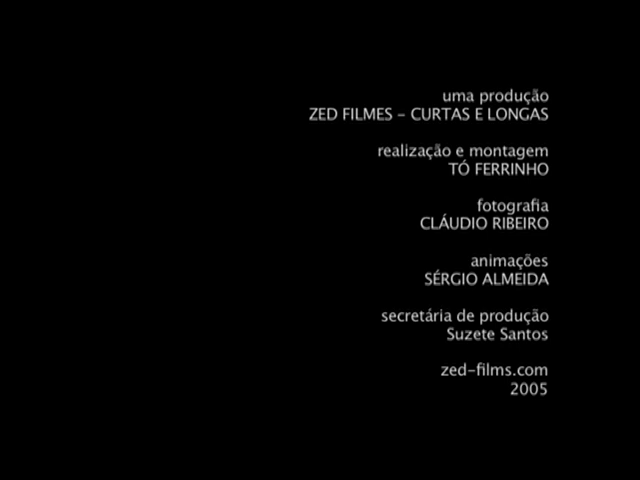 uma produção
ZED FILMES - CURTAS E LONGAS
realização e montagem
TÓ FERRINHO
fotografia
CLÁUDIO RIBEIRO
animações
SÉRGIO ALMEIDA
secretária de produção
Suzete Santos
zed-films.com
2005